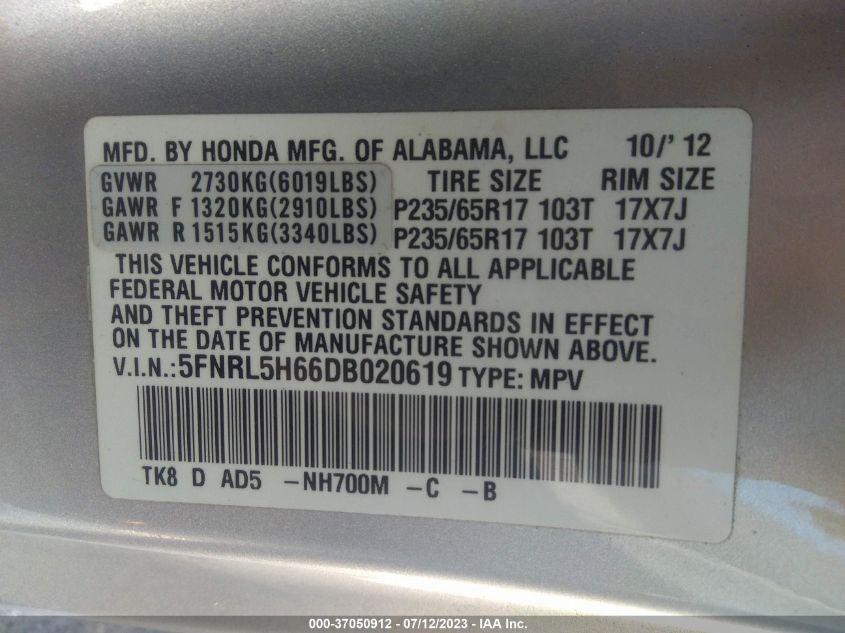 MFD. BY HONDA MFG. OF ALABAMA, LLC 10/' 12
GVWR 2730KG(6019LBS) TIRE SIZE RIM SIZE
GAWR F 1320KG(2910LBS) P235/65R17 103T 17X7J
GAWR R 1515KG(3340LBS) P235/65R17 103T 17X7J
THIS VEHICLE CONFORMS TO ALL APPLICABLE
FEDERAL MOTOR VEHICLE SAFETY
AND THEFT PREVENTION STANDARDS IN EFFECT
ON THE DATE OF MANUFACTURE SHOWN ABOVE.
V.I.N.:5FNRL5H66DB020619 TYPE: MPV
TK8 D AD5 -NH700M -C -B
000-37050912 - 07/12/2023 - IAA Inc.